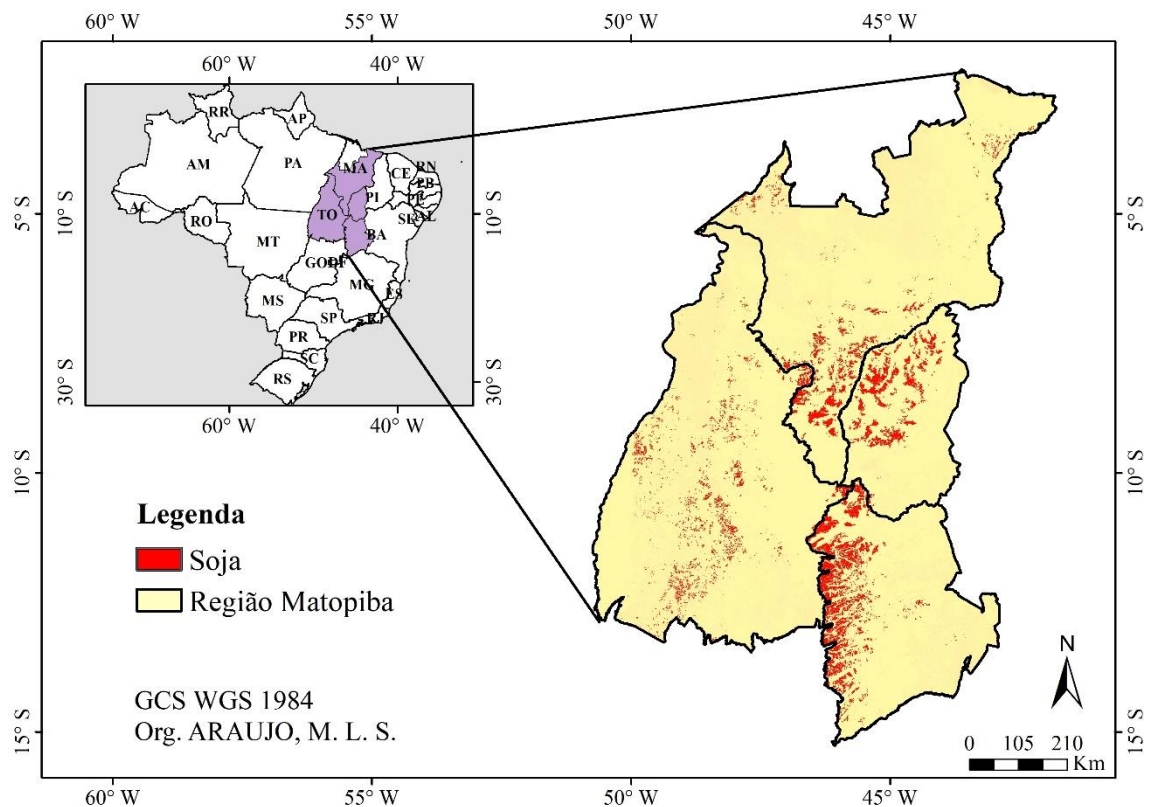 60° W 55° W 50° W 45° W
60° W 40° W
RR
AP
AM
PA
MA
CE
RN
PB
PI
PE
AC
TO
AL
SE
RO
BA
MT
GO
DF
MG
MS
ES
SP
RJ
PR
SC
RS
10° S
30° S
60° W 40° W
5° S
10° S
15° S
5° S
10° S
15° S
Legenda
Soja
Região Matopiba
GCS WGS 1984
Org. ARAUJO, M. L. S.
N
0 105 210
Km
60° W 55° W 50° W 45° W